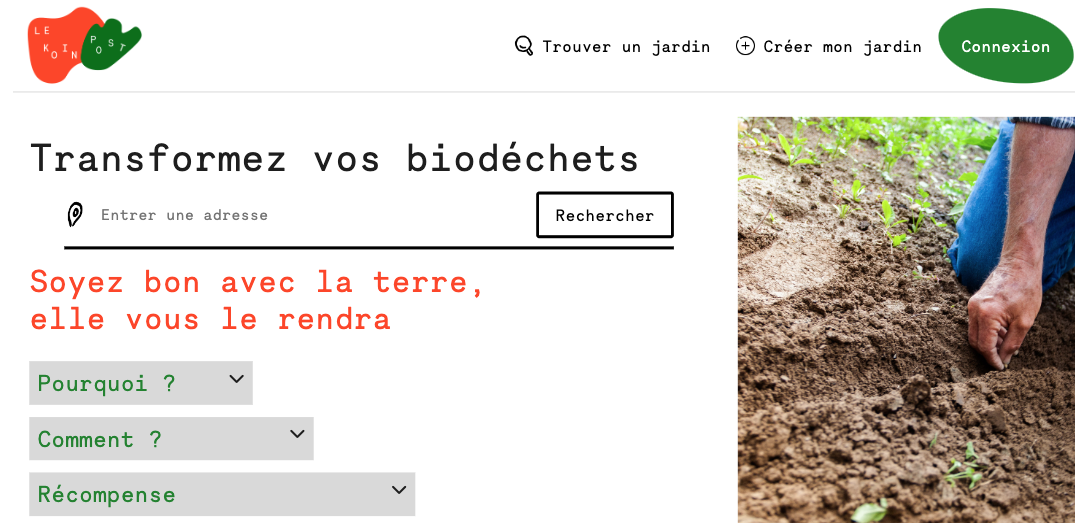 LE
KOIN
POST
Trouver un jardin
Créer mon jardin
Connexion
Transformez vos biodéchets
Entrer une adresse
Rechercher
Soyez bon avec la terre,
elle vous le rendra
Pourquoi ?
Comment ?
Récompense